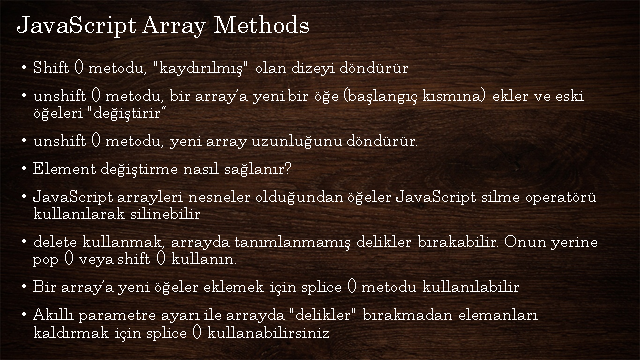 JavaScript Array Methods
• Shift () metodu, "kaydırılmış" olan dizeyi döndürür
• unshift () metodu, bir array'a yeni bir öğe (başlangıç kısmına) ekler ve eski
öğeleri "değiştirir“
• unshift () metodu, yeni array uzunluğunu döndürür.
• Element değiştirme nasıl sağlanır?
• JavaScript arrayleri nesneler olduğundan öğeler JavaScript silme operatörü
kullanılarak silinebilir
• delete kullanmak, arrayda tanımlanmamış delikler bırakabilir. Onun yerine
pop () veya shift () kullanın.
• Bir array'a yeni öğeler eklemek için splice () metodu kullanılabilir
• Akıllı parametre ayarı ile arrayda "delikler" bırakmadan elemanları
kaldırmak için splice () kullanabilirsiniz